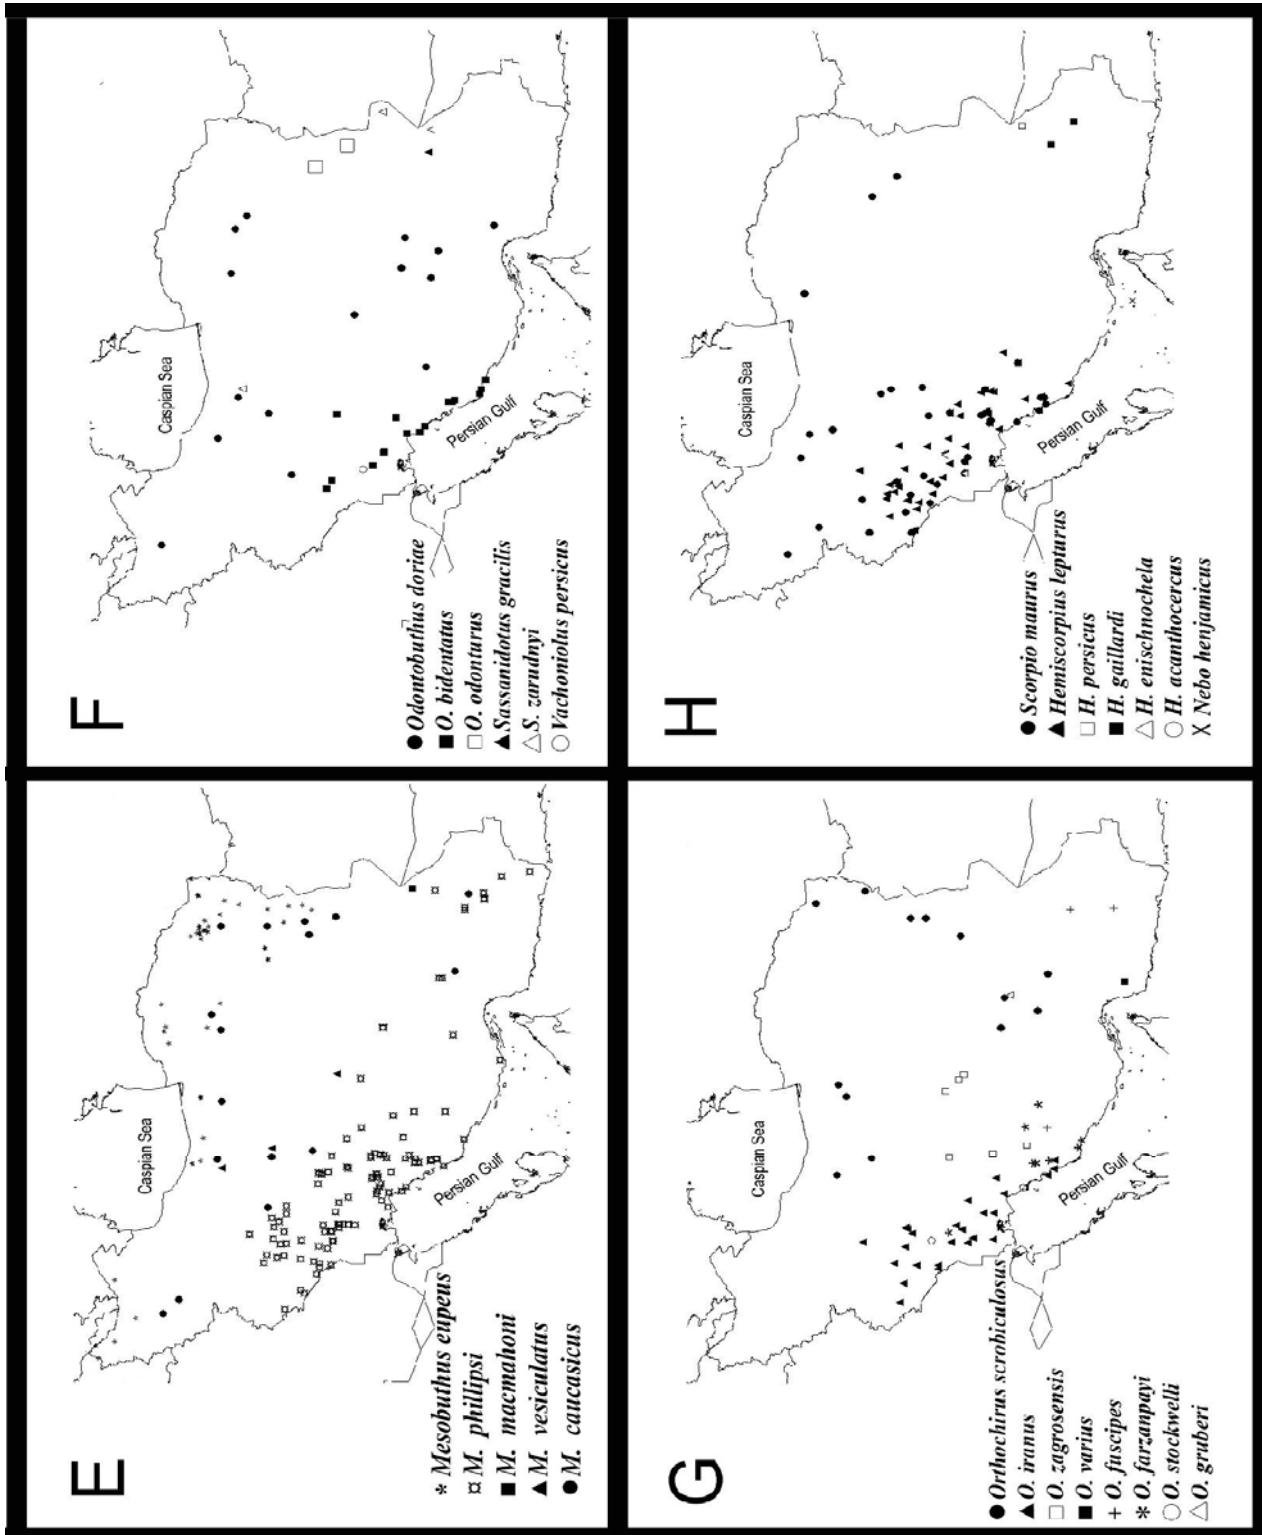 E
Caspian Sea
Persian Gulf
* Mesobuthus eupeus
¤ M. phillipsi
■ M. macmahoni
▲ M. vesiculatus
● M. caucasicus
F
Caspian Sea
Persian Gulf
● Odontobuthus doriae
■ O. bidentatus
□ O. odonturus
▲ Sassanidotus gracilis
△ S. zarudnyi
○ Vachoniolus persicus
G
Caspian Sea
Persian Gulf
● Orthochirus scrobiculosus
▲ O. iranus
□ O. zagrosensis
■ O. varius
+ O. fuscipes
* O. farzanpayi
○ O. stockwelli
△ O. gruberi
H
Caspian Sea
Persian Gulf
● Scorpio maurus
▲ Hemiscorpius lepturus
□ H. persicus
■ H. gaillardi
△ H. enischnochela
○ H. acanthocercus
X Nebo henjamicus